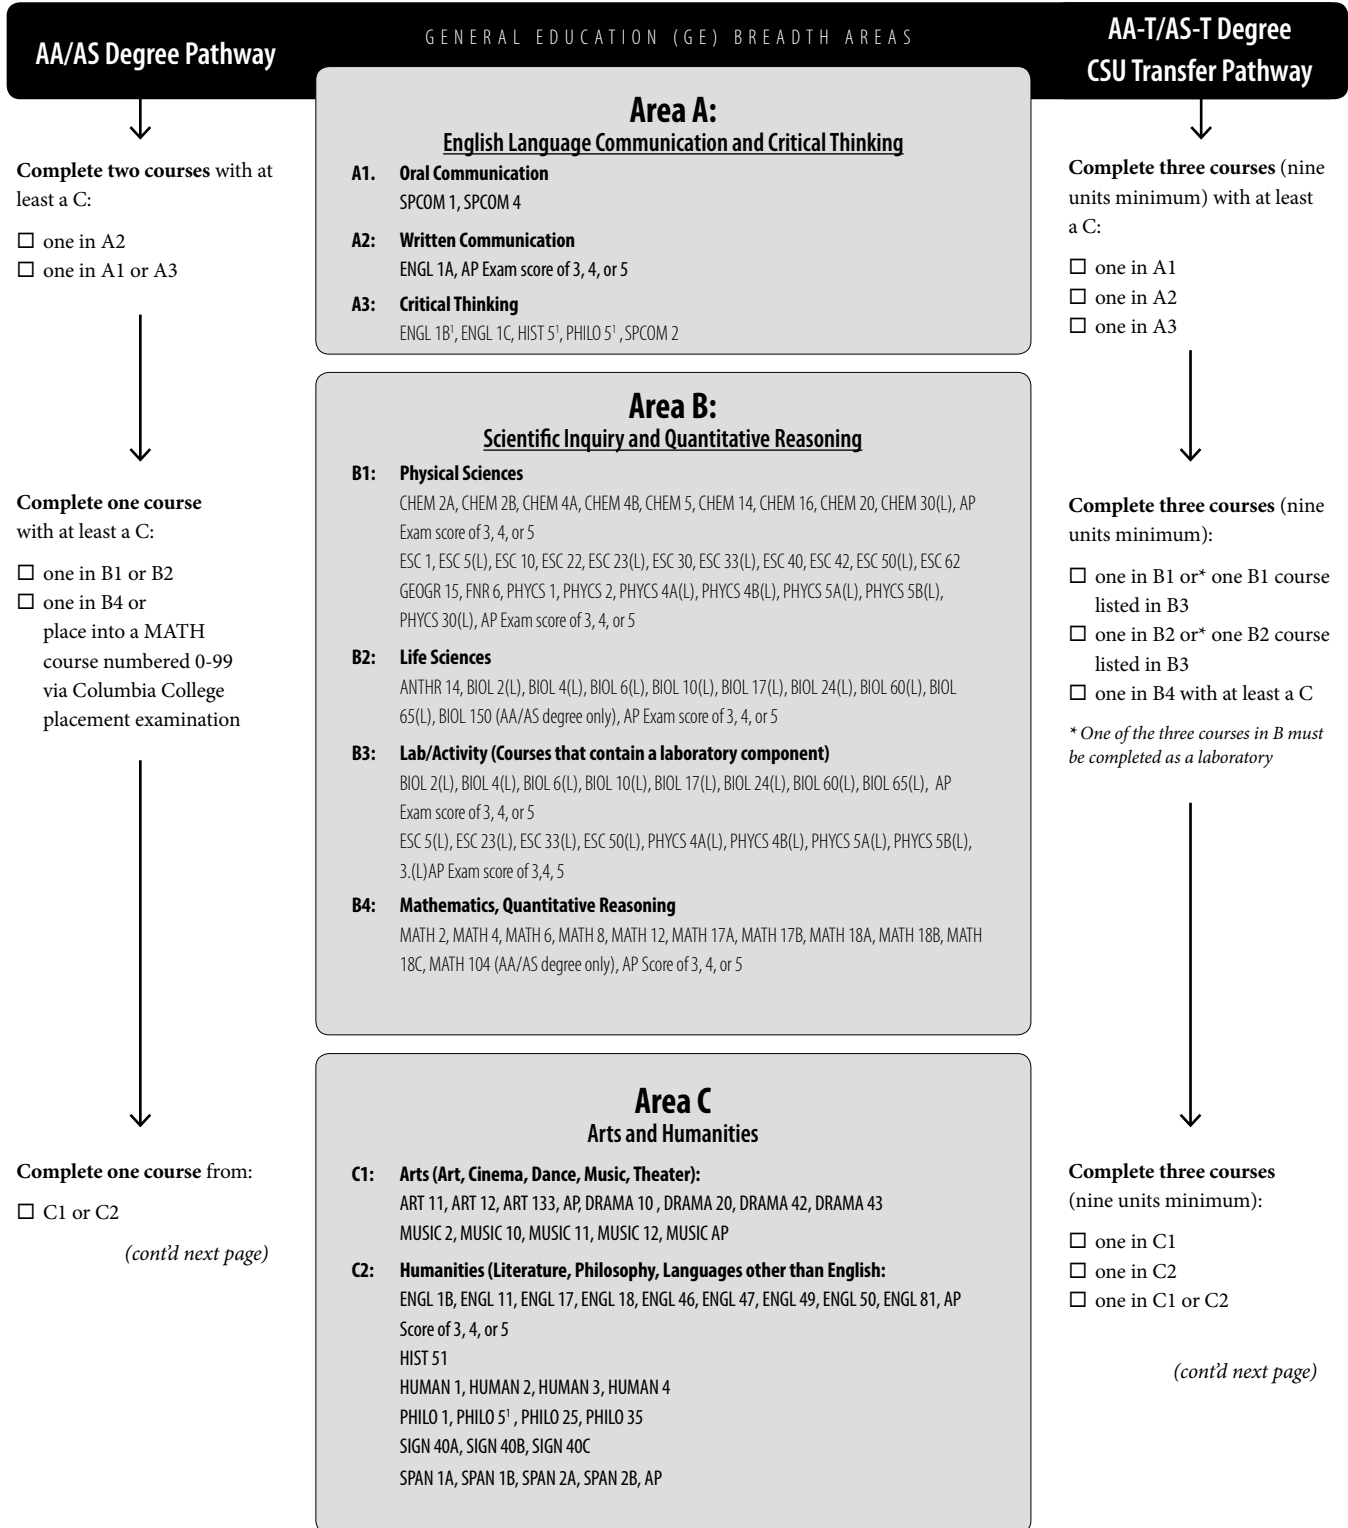 AA/AS Degree Pathway
GENERAL EDUCATION (GE) BREADTH AREAS
AA-T/AS-T Degree
CSU Transfer Pathway
Complete two courses with at
least a C:
☐ one in A2
☐ one in A1 or A3
Complete one course
with at least a C:
☐ one in B1 or B2
☐ one in B4 or
place into a MATH
course numbered 0-99
via Columbia College
placement examination
Complete one course from:
☐ C1 or C2
(cont'd next page)
Area A:
English Language Communication and Critical Thinking
A1. Oral Communication
SPCOM 1, SPCOM 4
A2: Written Communication
ENGL 1A, AP Exam score of 3, 4, or 5
A3: Critical Thinking
ENGL 1B¹, ENGL 1C, HIST 5¹, PHILO 5¹ , SPCOM 2
Area B:
Scientific Inquiry and Quantitative Reasoning
B1: Physical Sciences
CHEM 2A, CHEM 2B, CHEM 4A, CHEM 4B, CHEM 5, CHEM 14, CHEM 16, CHEM 20, CHEM 30(L), AP
Exam score of 3, 4, or 5
ESC 1, ESC 5(L), ESC 10, ESC 22, ESC 23(L), ESC 30, ESC 33(L), ESC 40, ESC 42, ESC 50(L), ESC 62
GEOGR 15, FNR 6, PHYCS 1, PHYCS 2, PHYCS 4A(L), PHYCS 4B(L), PHYCS 5A(L), PHYCS 5B(L),
PHYCS 30(L), AP Exam score of 3, 4, or 5
B2: Life Sciences
ANTHR 14, BIOL 2(L), BIOL 4(L), BIOL 6(L), BIOL 10(L), BIOL 17(L), BIOL 24(L), BIOL 60(L), BIOL
65(L), BIOL 150 (AA/AS degree only), AP Exam score of 3, 4, or 5
B3: Lab/Activity (Courses that contain a laboratory component)
BIOL 2(L), BIOL 4(L), BIOL 6(L), BIOL 10(L), BIOL 17(L), BIOL 24(L), BIOL 60(L), BIOL 65(L), AP
Exam score of 3, 4, or 5
ESC 5(L), ESC 23(L), ESC 33(L), ESC 50(L), PHYCS 4A(L), PHYCS 4B(L), PHYCS 5A(L), PHYCS 5B(L),
3.(L)AP Exam score of 3,4, 5
B4: Mathematics, Quantitative Reasoning
MATH 2, MATH 4, MATH 6, MATH 8, MATH 12, MATH 17A, MATH 17B, MATH 18A, MATH 18B, MATH
18C, MATH 104 (AA/AS degree only), AP Score of 3, 4, or 5
Area C
Arts and Humanities
C1: Arts (Art, Cinema, Dance, Music, Theater):
ART 11, ART 12, ART 133, AP, DRAMA 10 , DRAMA 20, DRAMA 42, DRAMA 43
MUSIC 2, MUSIC 10, MUSIC 11, MUSIC 12, MUSIC AP
C2: Humanities (Literature, Philosophy, Languages other than English:
ENGL 1B, ENGL 11, ENGL 17, ENGL 18, ENGL 46, ENGL 47, ENGL 49, ENGL 50, ENGL 81, AP
Score of 3, 4, or 5
HIST 51
HUMAN 1, HUMAN 2, HUMAN 3, HUMAN 4
PHILO 1, PHILO 5¹ , PHILO 25, PHILO 35
SIGN 40A, SIGN 40B, SIGN 40C
SPAN 1A, SPAN 1B, SPAN 2A, SPAN 2B, AP
Complete three courses (nine
units minimum) with at least
a C:
☐ one in A1
☐ one in A2
☐ one in A3
Complete three courses (nine
units minimum):
☐ one in B1 or* one B1 course
listed in B3
☐ one in B2 or* one B2 course
listed in B3
☐ one in B4 with at least a C
* One of the three courses in B must
be completed as a laboratory
Complete three courses
(nine units minimum):
☐ one in C1
☐ one in C2
☐ one in C1 or C2
(cont'd next page)